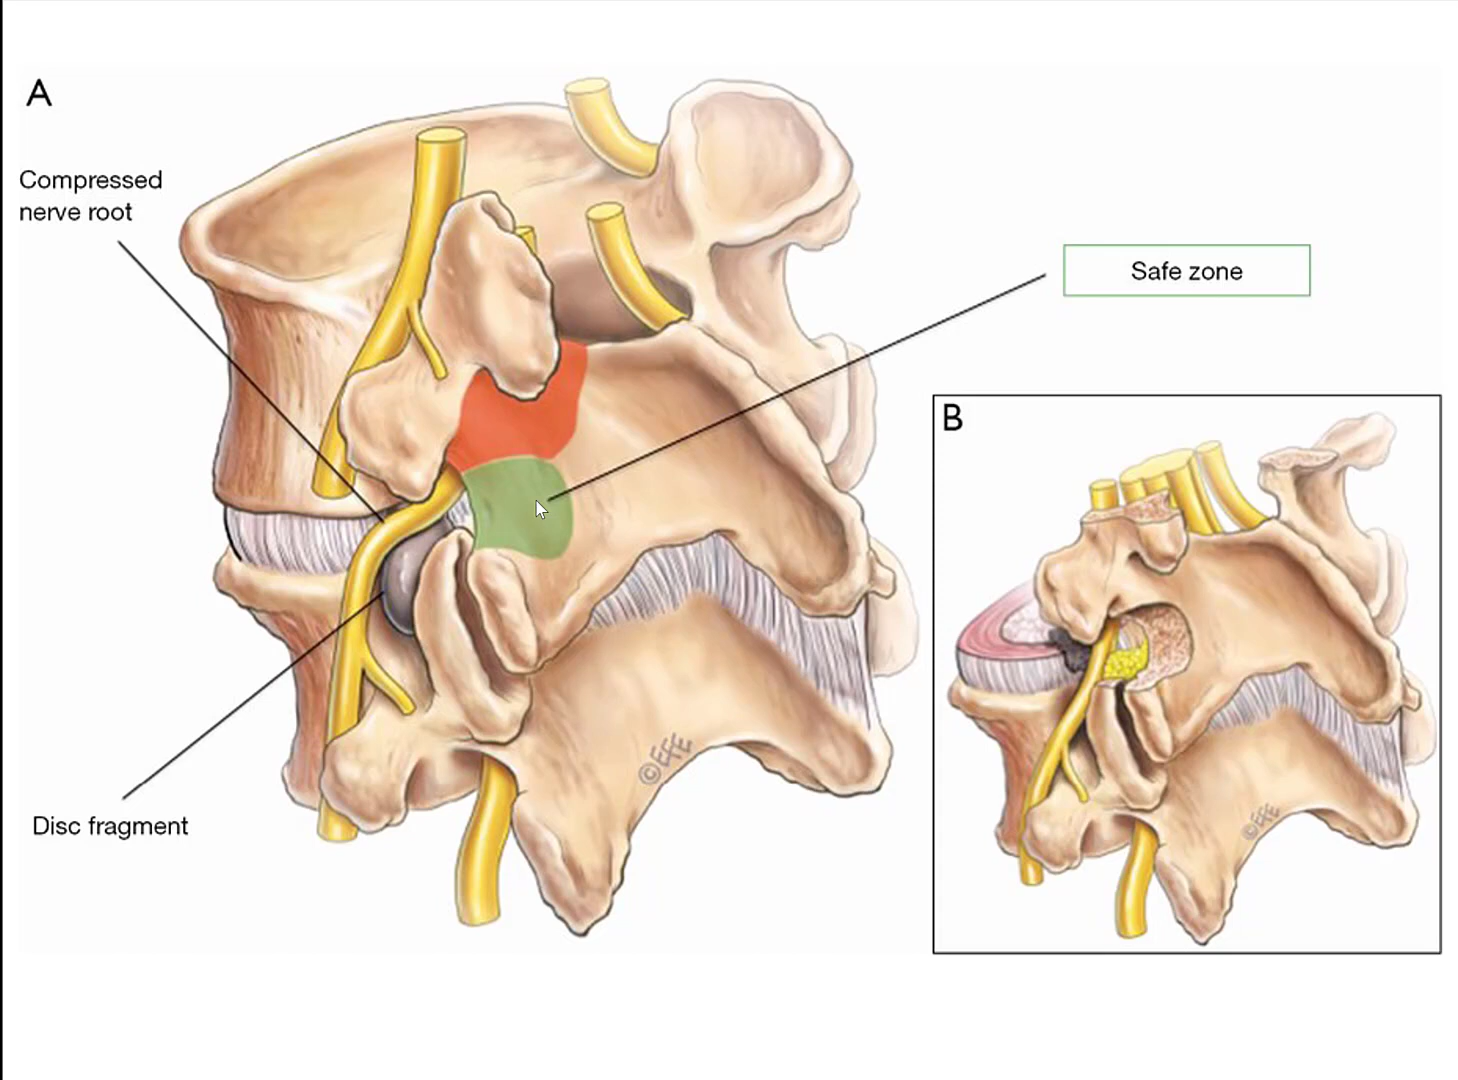 A
Compressed
nerve root
Safe zone
B
Disc fragment
©EFE
©EFE